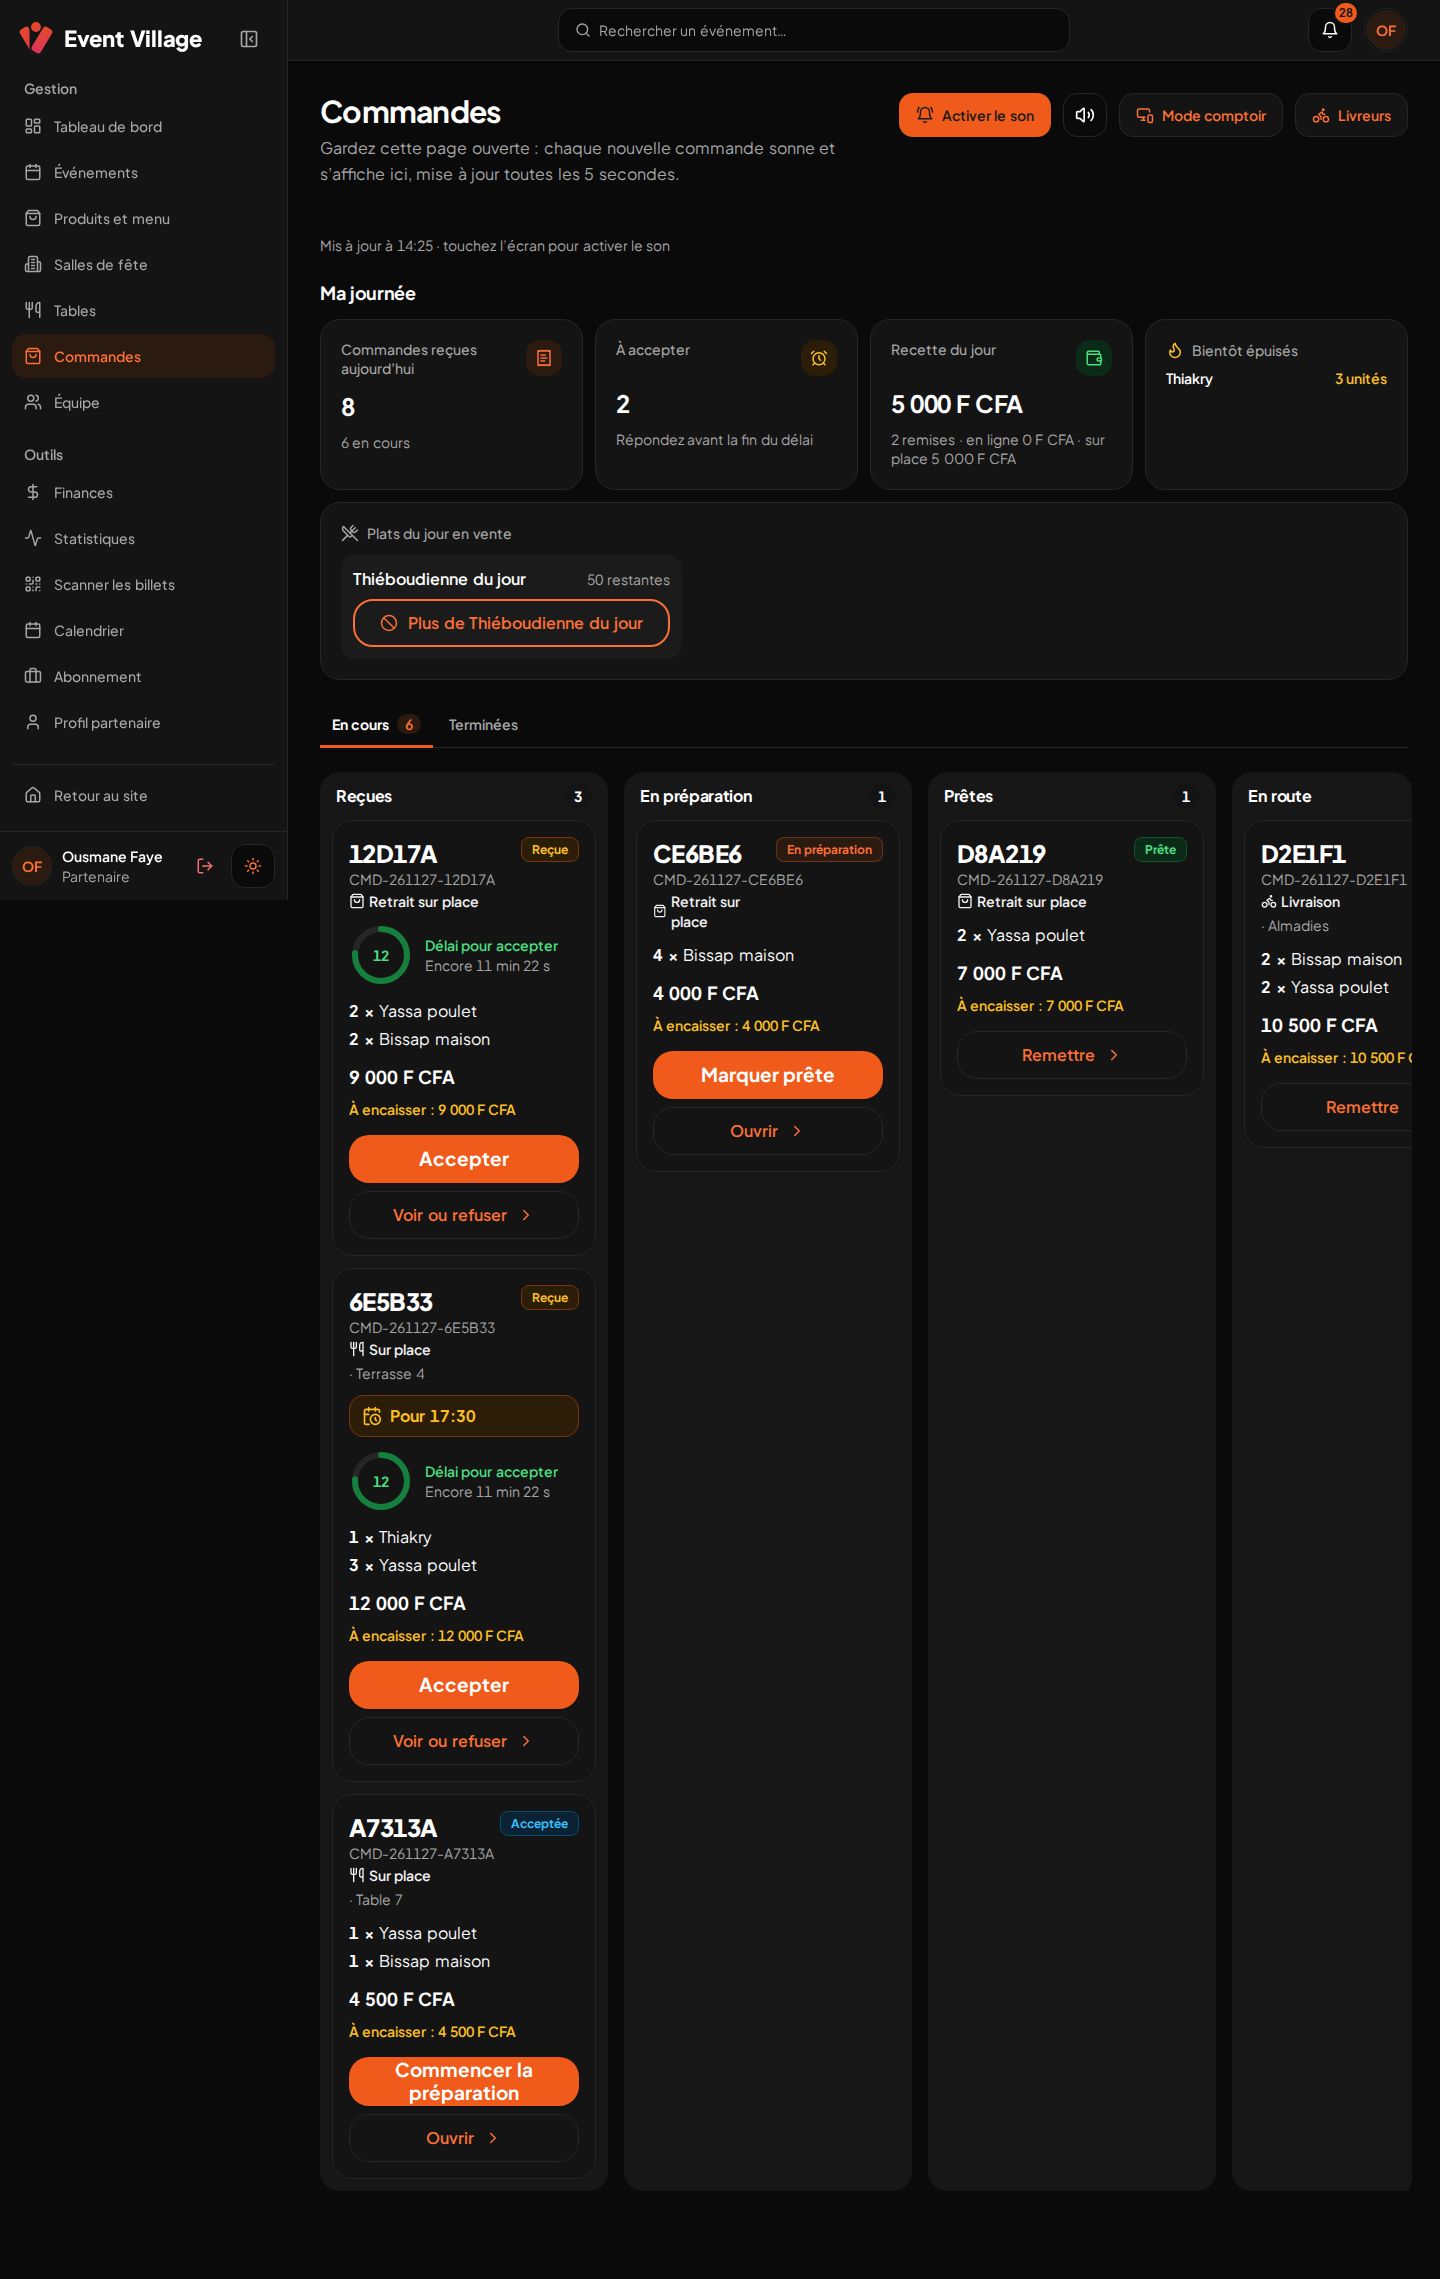 Event Village
Gestion
Tableau de bord
Événements
Produits et menu
Salles de fête
Tables
Commandes
Équipe
Outils
Finances
Statistiques
Scanner les billets
Calendrier
Abonnement
Profil partenaire
Retour au site
OF
Ousmane Faye
Partenaire
Rechercher un événement...
28
OF
Commandes
Gardez cette page ouverte : chaque nouvelle commande sonne et
s’affiche ici, mise à jour toutes les 5 secondes.
Activer le son
Mode comptoir
Livreurs
Mis à jour à 14:25 · touchez l’écran pour activer le son
Ma journée
Commandes reçues
aujourd’hui
8
6 en cours
À accepter
2
Répondez avant la fin du délai
Recette du jour
5 000 F CFA
2 remises · en ligne 0 F CFA · sur
place 5 000 F CFA
Bientôt épuisés
Thiakry
3 unités
Plats du jour en vente
Thiéboudienne du jour
50 restantes
Plus de Thiéboudienne du jour
En cours 6
Terminées
Reçues 3
12D17A
Reçue
CMD-261127-12D17A
Retrait sur place
12
Délai pour accepter
Encore 11 min 22 s
2 × Yassa poulet
2 × Bissap maison
9 000 F CFA
À encaisser : 9 000 F CFA
Accepter
Voir ou refuser
6E5B33
Reçue
CMD-261127-6E5B33
Sur place
· Terrasse 4
Pour 17:30
12
Délai pour accepter
Encore 11 min 22 s
1 × Thiakry
3 × Yassa poulet
12 000 F CFA
À encaisser : 12 000 F CFA
Accepter
Voir ou refuser
A7313A
Acceptée
CMD-261127-A7313A
Sur place
· Table 7
1 × Yassa poulet
1 × Bissap maison
4 500 F CFA
À encaisser : 4 500 F CFA
Commencer la
préparation
Ouvrir
En préparation 1
CE6BE6
En préparation
CMD-261127-CE6BE6
Retrait sur
place
4 × Bissap maison
4 000 F CFA
À encaisser : 4 000 F CFA
Marquer prête
Ouvrir
Prêtes 1
D8A219
Prête
CMD-261127-D8A219
Retrait sur place
2 × Yassa poulet
7 000 F CFA
À encaisser : 7 000 F CFA
Remettre
En route
D2E1F1
CMD-261127-D2E1F1
Livraison
· Almadies
2 × Bissap maison
2 × Yassa poulet
10 500 F CFA
À encaisser : 10 500 F
Remettre